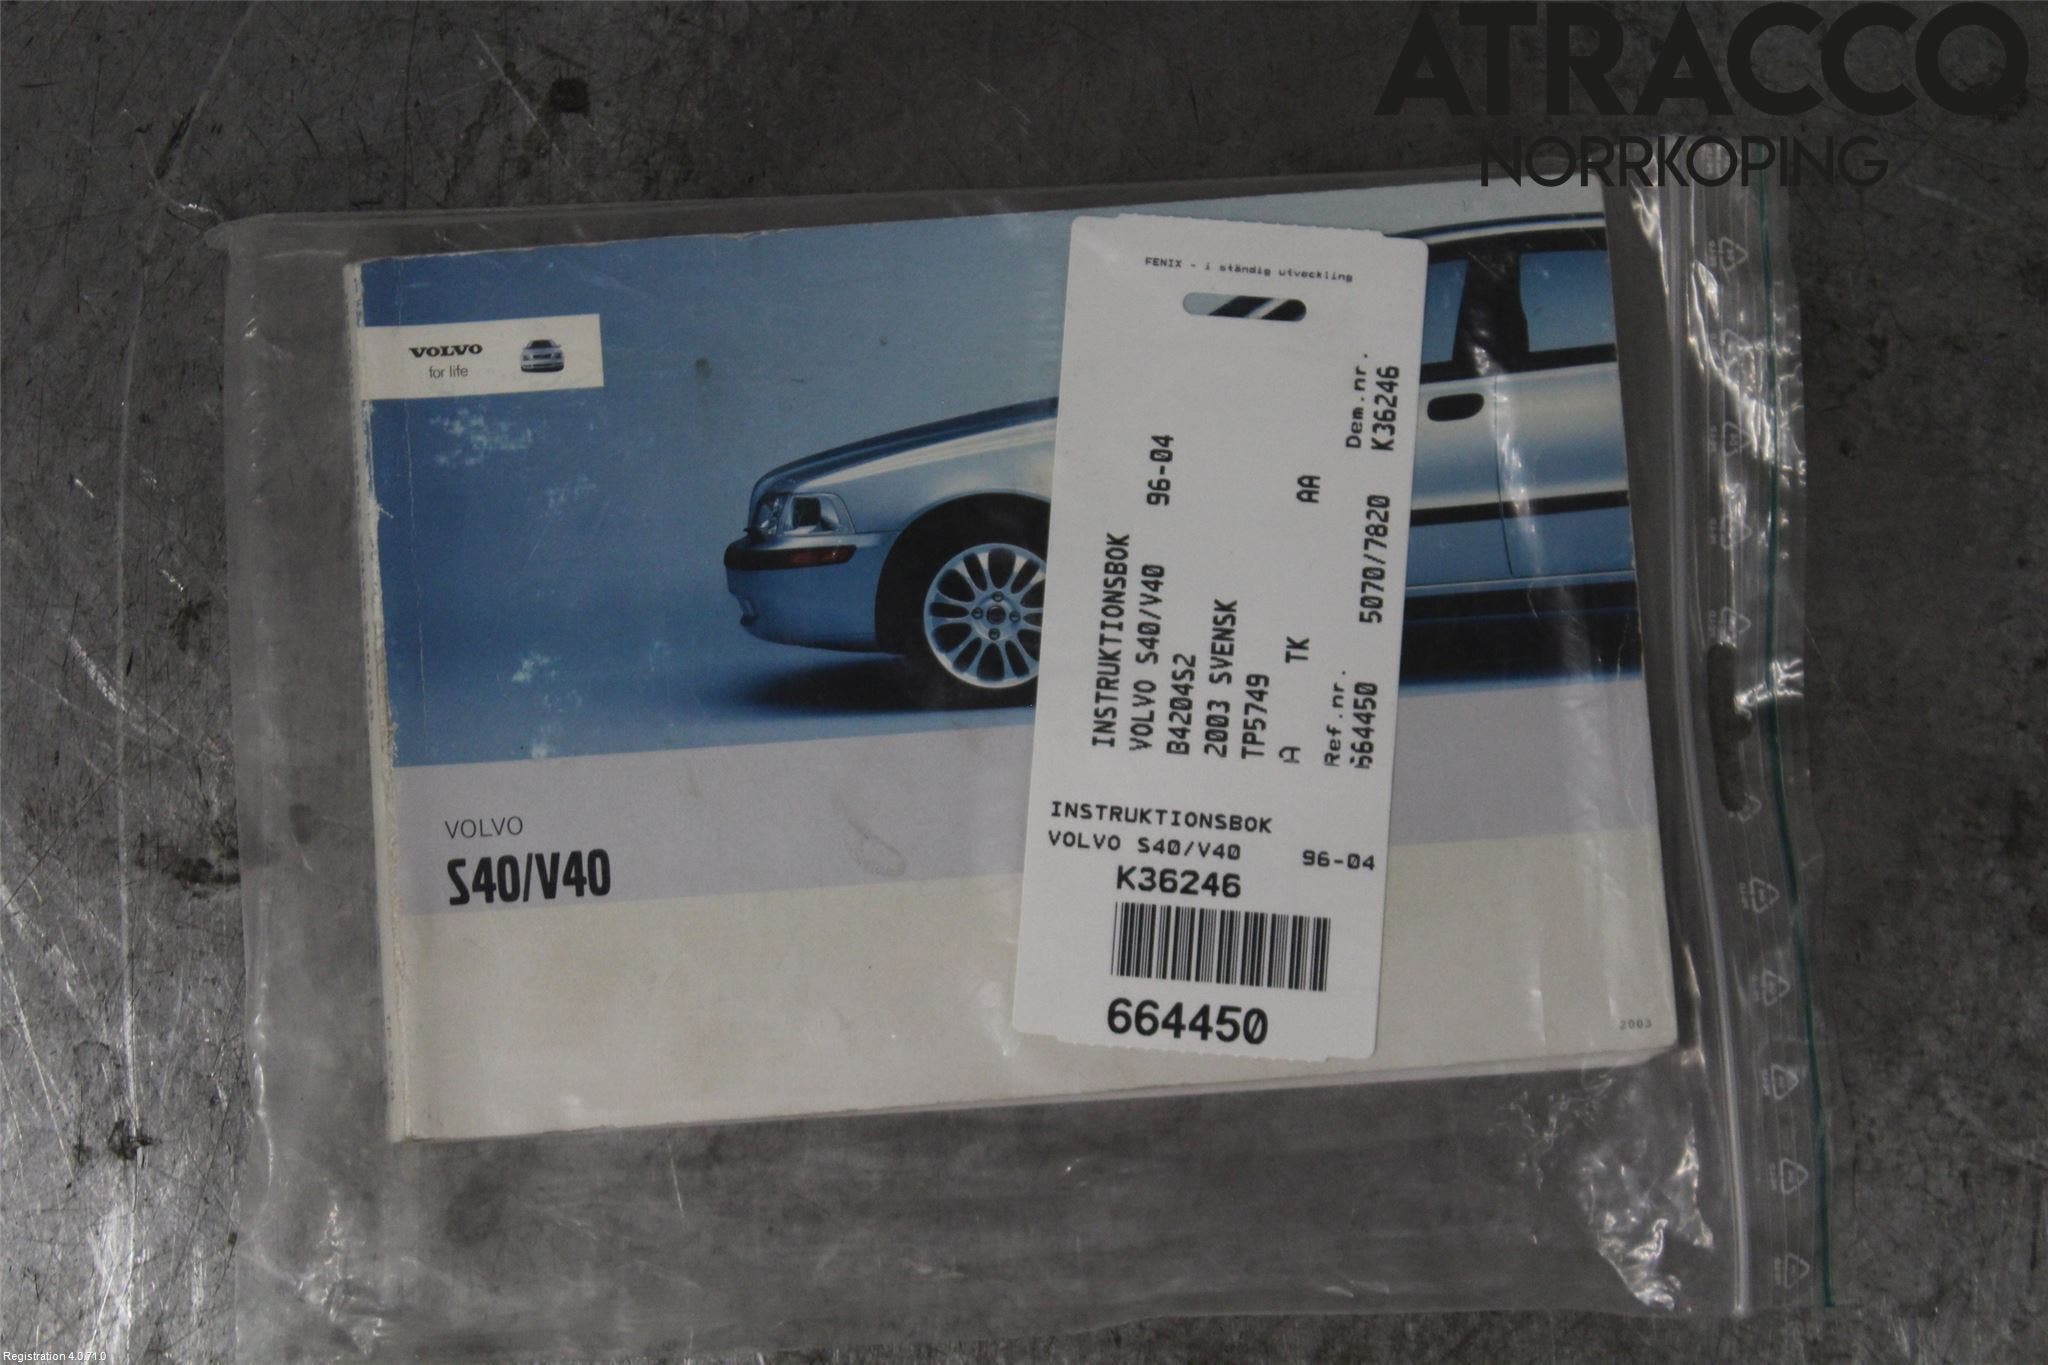 ATRACCO
NORRKÖPING
VOLVO
for life
VOLVO
S40/V40
2003
FENIX - i ständig utveckling
INSTRUKTIONSBOK
VOLVO S40/V40 96-04
B4204S2
2003 SVENSK
TP5749
A TK AA
Ref.nr. Dem.nr.
664450 5070/7820 K36246
INSTRUKTIONSBOK
VOLVO S40/V40 96-04
K36246
664450
Registration 4.0.71.0